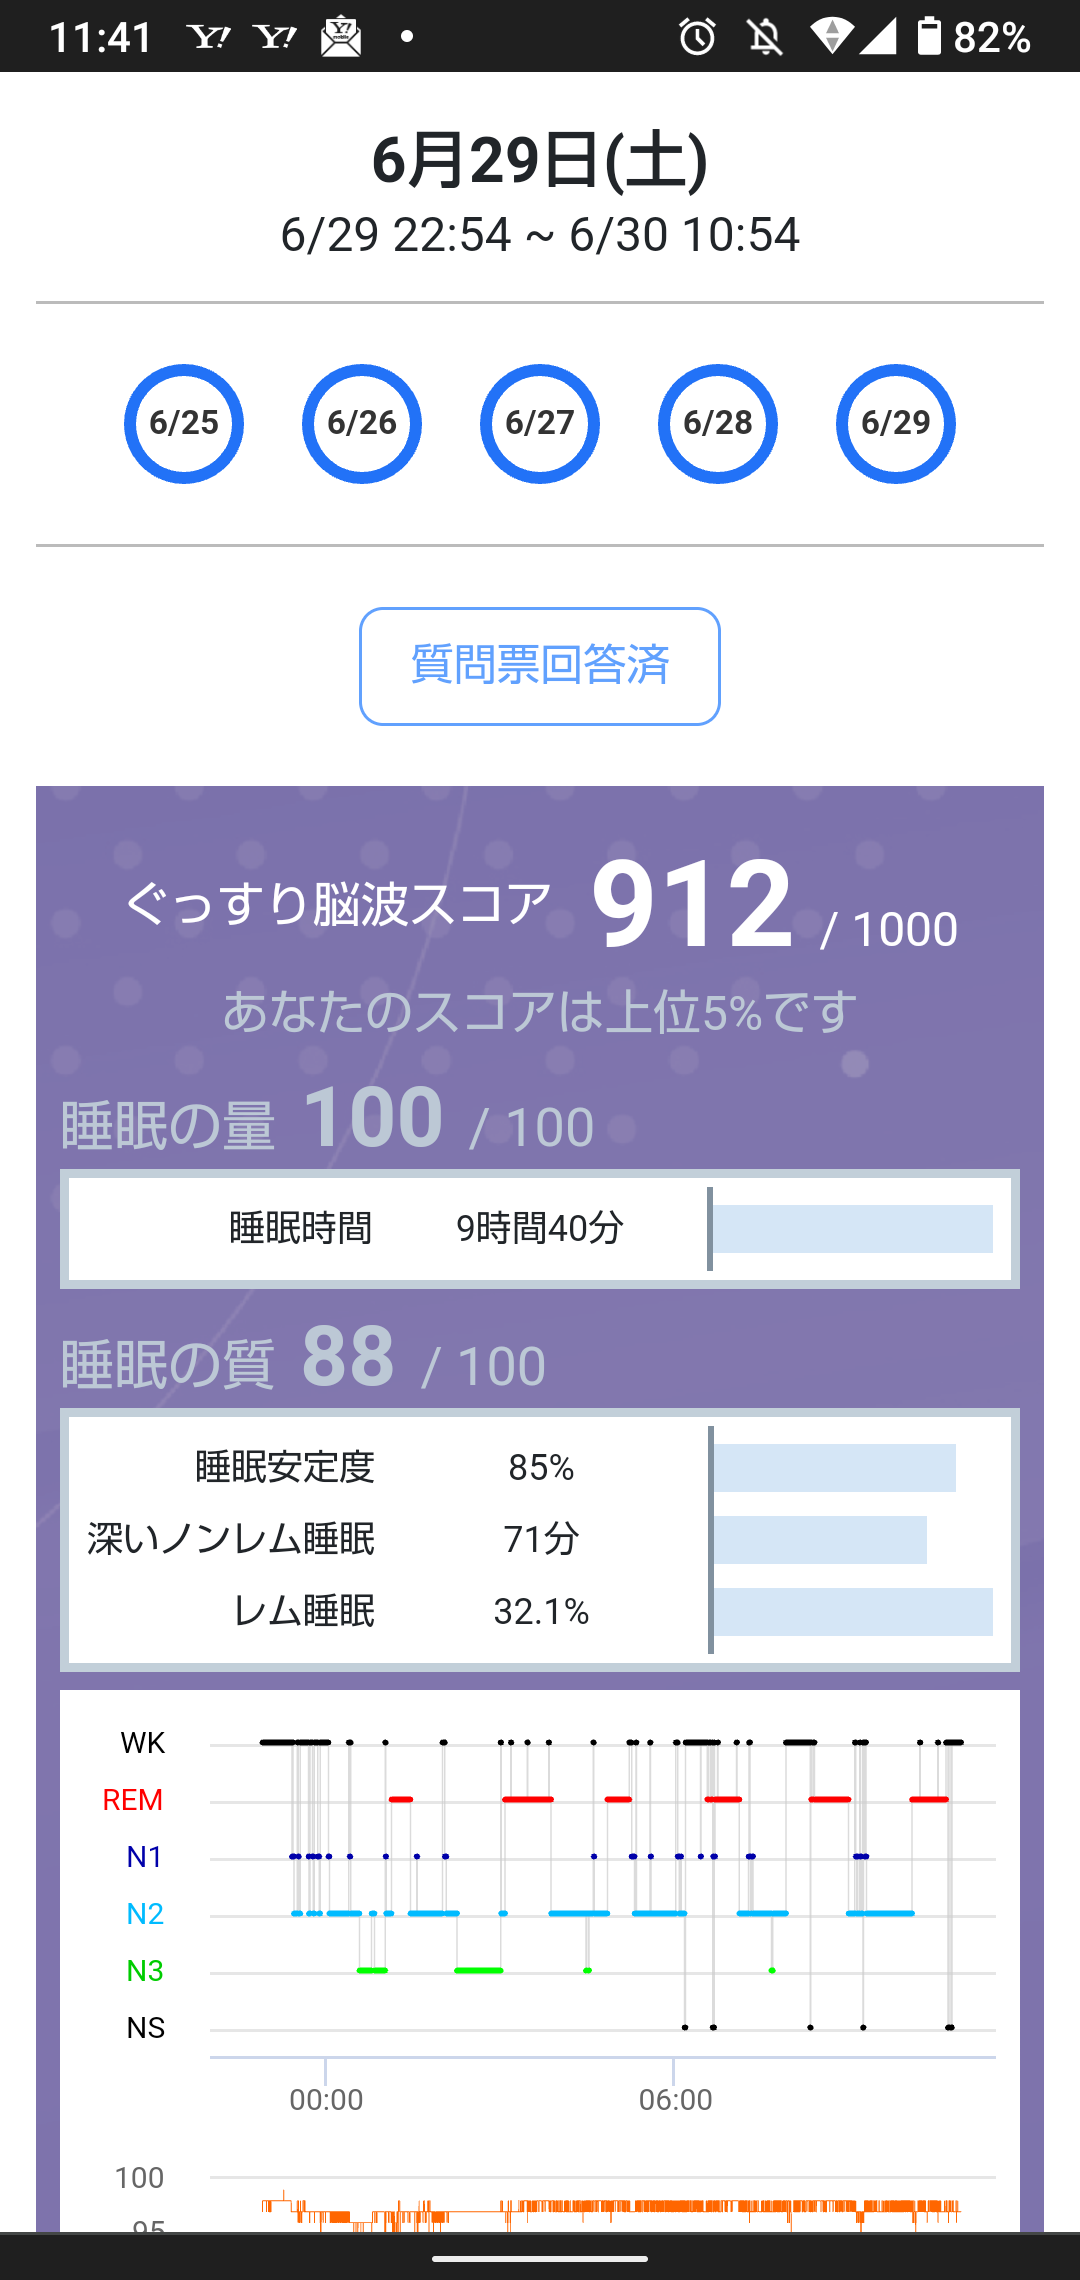 11:41 Y! Y! Y! mobile 82%
6月29日(土)
6/29 22:54 ~ 6/30 10:54
6/25 6/26 6/27 6/28 6/29
質問票回答済
ぐっすり脳波スコア 912 / 1000
あなたのスコアは上位5%です
睡眠の量 100 / 100
睡眠時間 9時間40分
睡眠の質 88 / 100
睡眠安定度 85%
深いノンレム睡眠 71分
レム睡眠 32.1%
WK
REM
N1
N2
N3
NS
00:00 06:00
100
95